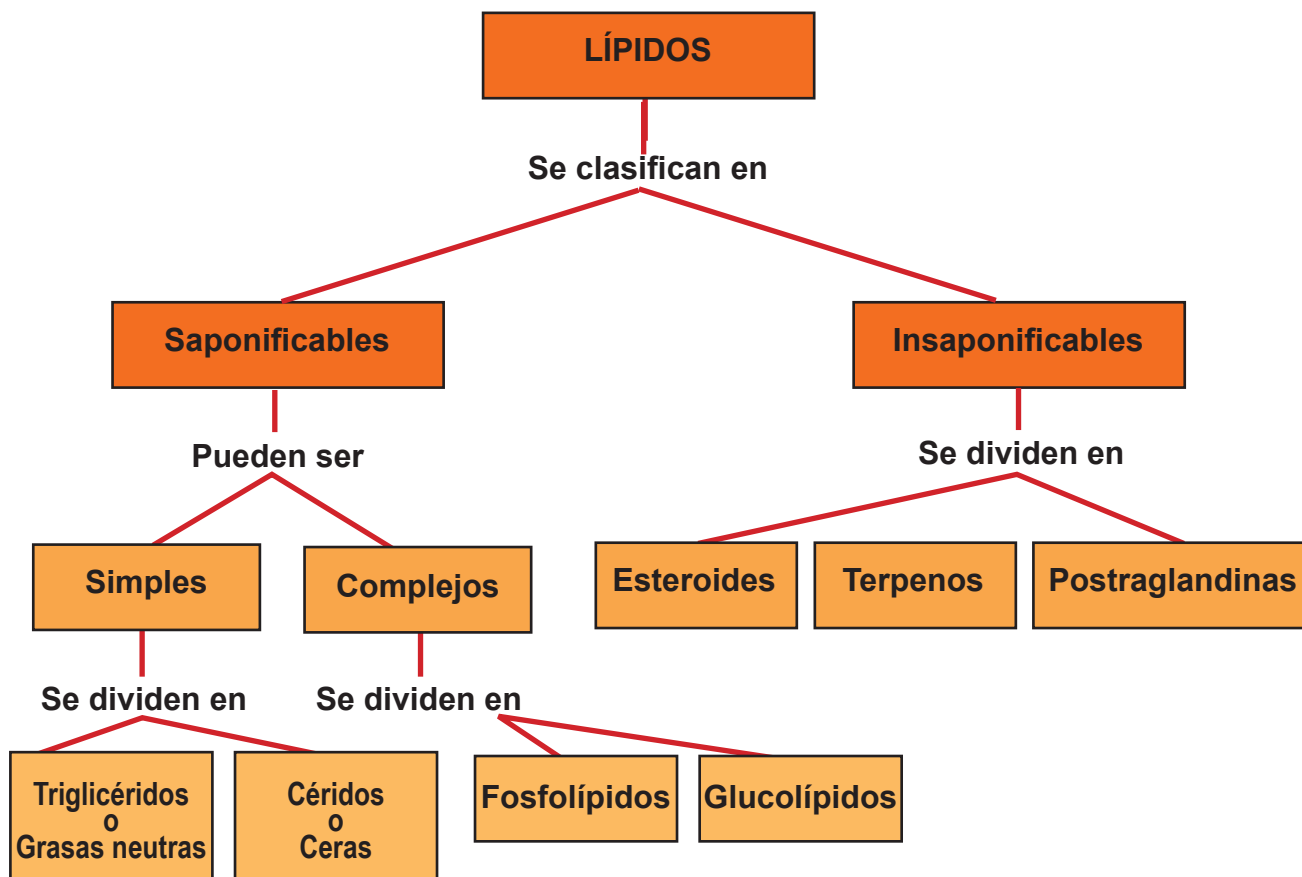 LÍPIDOS
Se clasifican en
Saponificables
Insaponificables
Pueden ser
Se dividen en
Simples
Complejos
Esteroides
Terpenos
Postraglandinas
Se dividen en
Se dividen en
Triglicéridos
o
Grasas neutras
Céridos
o
Ceras
Fosfolípidos
Glucolípidos